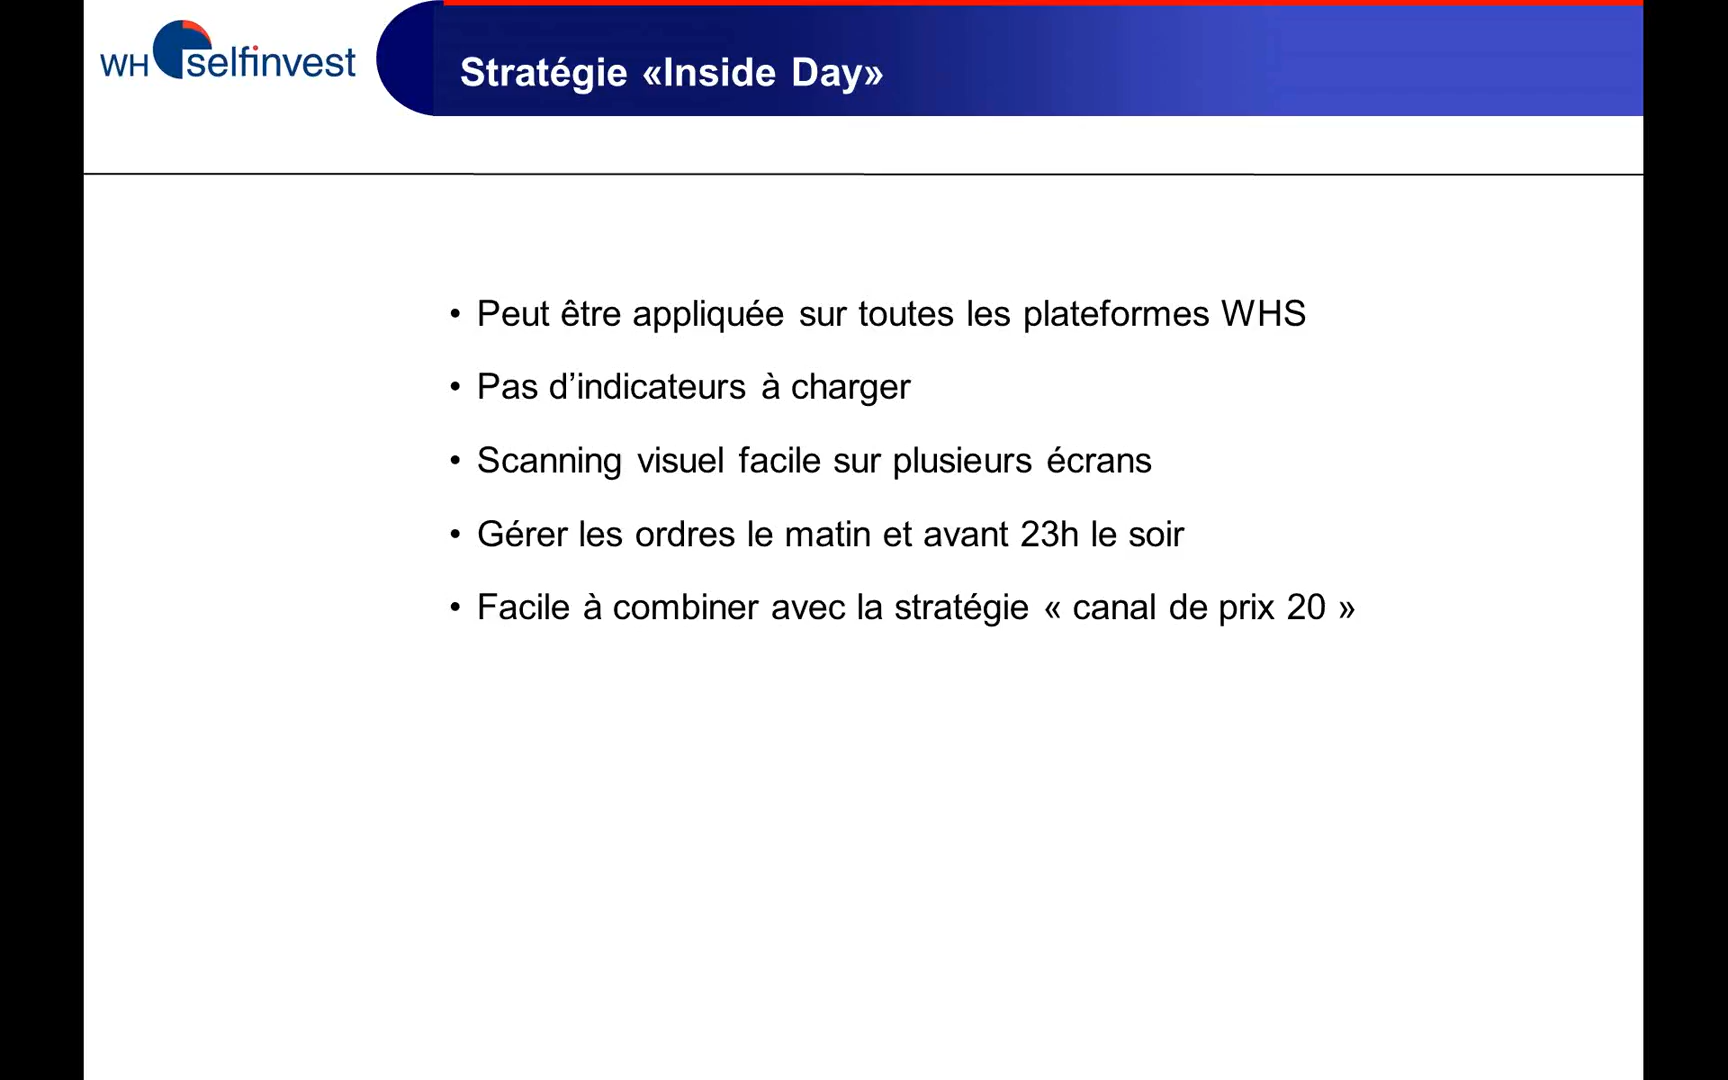 WH selfinvest
Stratégie «Inside Day»
• Peut être appliquée sur toutes les plateformes WHS
• Pas d’indicateurs à charger
• Scanning visuel facile sur plusieurs écrans
• Gérer les ordres le matin et avant 23h le soir
• Facile à combiner avec la stratégie « canal de prix 20 »